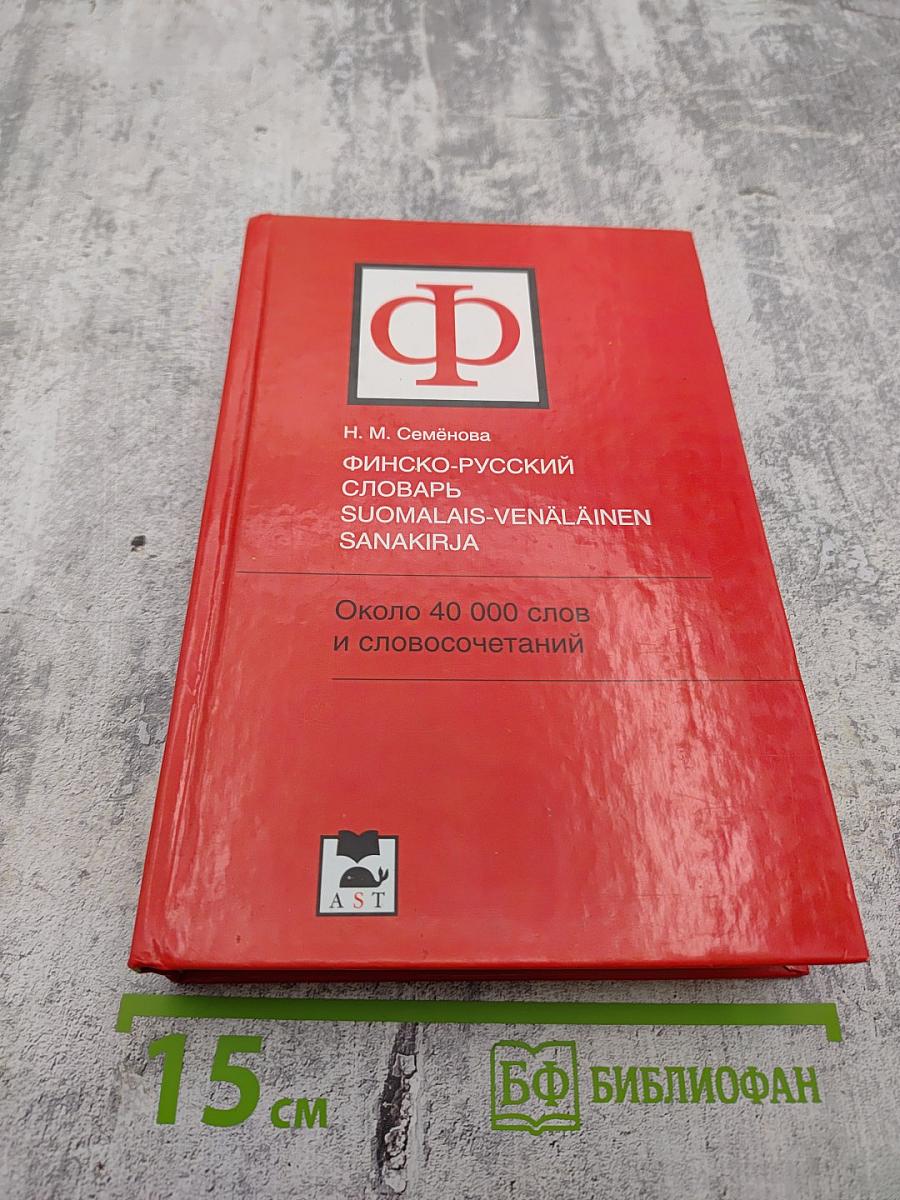 Ф
Н. М. Семёнова
ФИНСКО-РУССКИЙ
СЛОВАРЬ
SUOMALAIS-VENÄLÄINEN
SANAKIRJA
Около 40 000 слов
и словосочетаний
AST
15 см
БФ БИБЛИОФАН